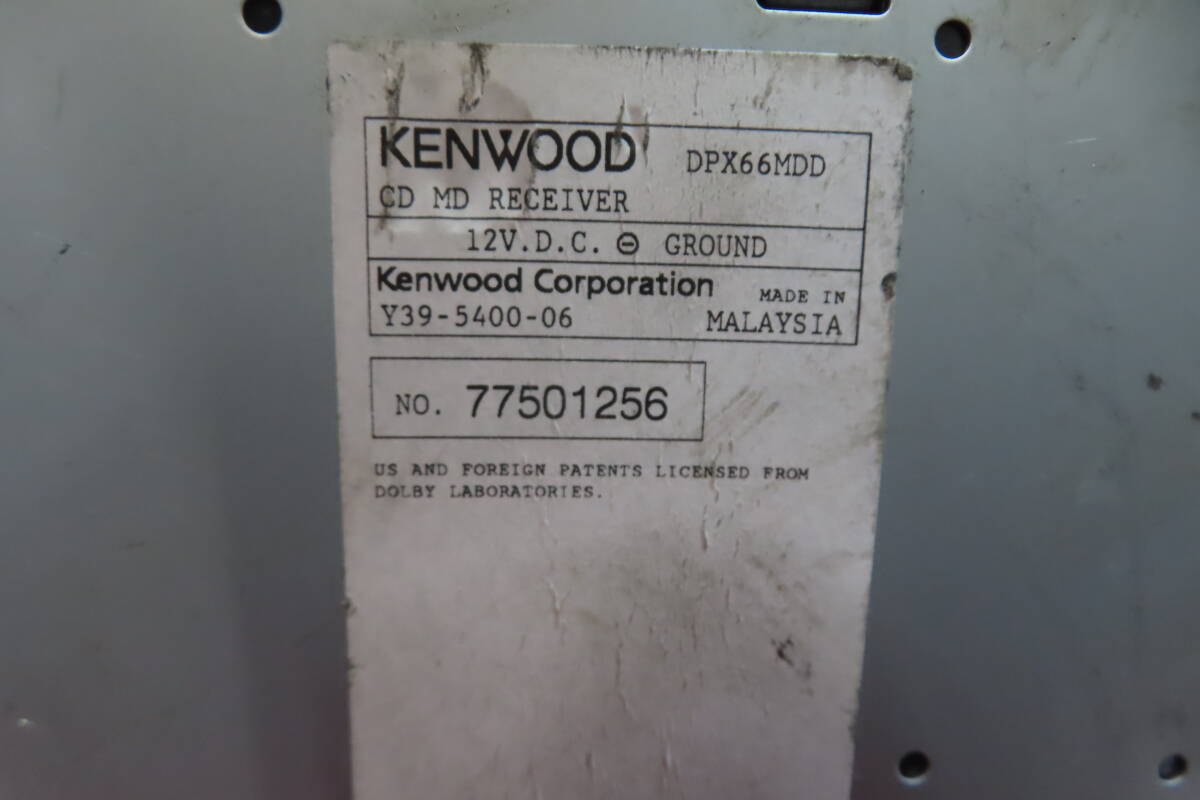 KENWOOD DPX66MDD
CD MD RECEIVER
12V.D.C. ⊖ GROUND
Kenwood Corporation MADE IN
Y39-5400-06 MALAYSIA
NO. 77501256
US AND FOREIGN PATENTS LICENSED FROM
DOLBY LABORATORIES.